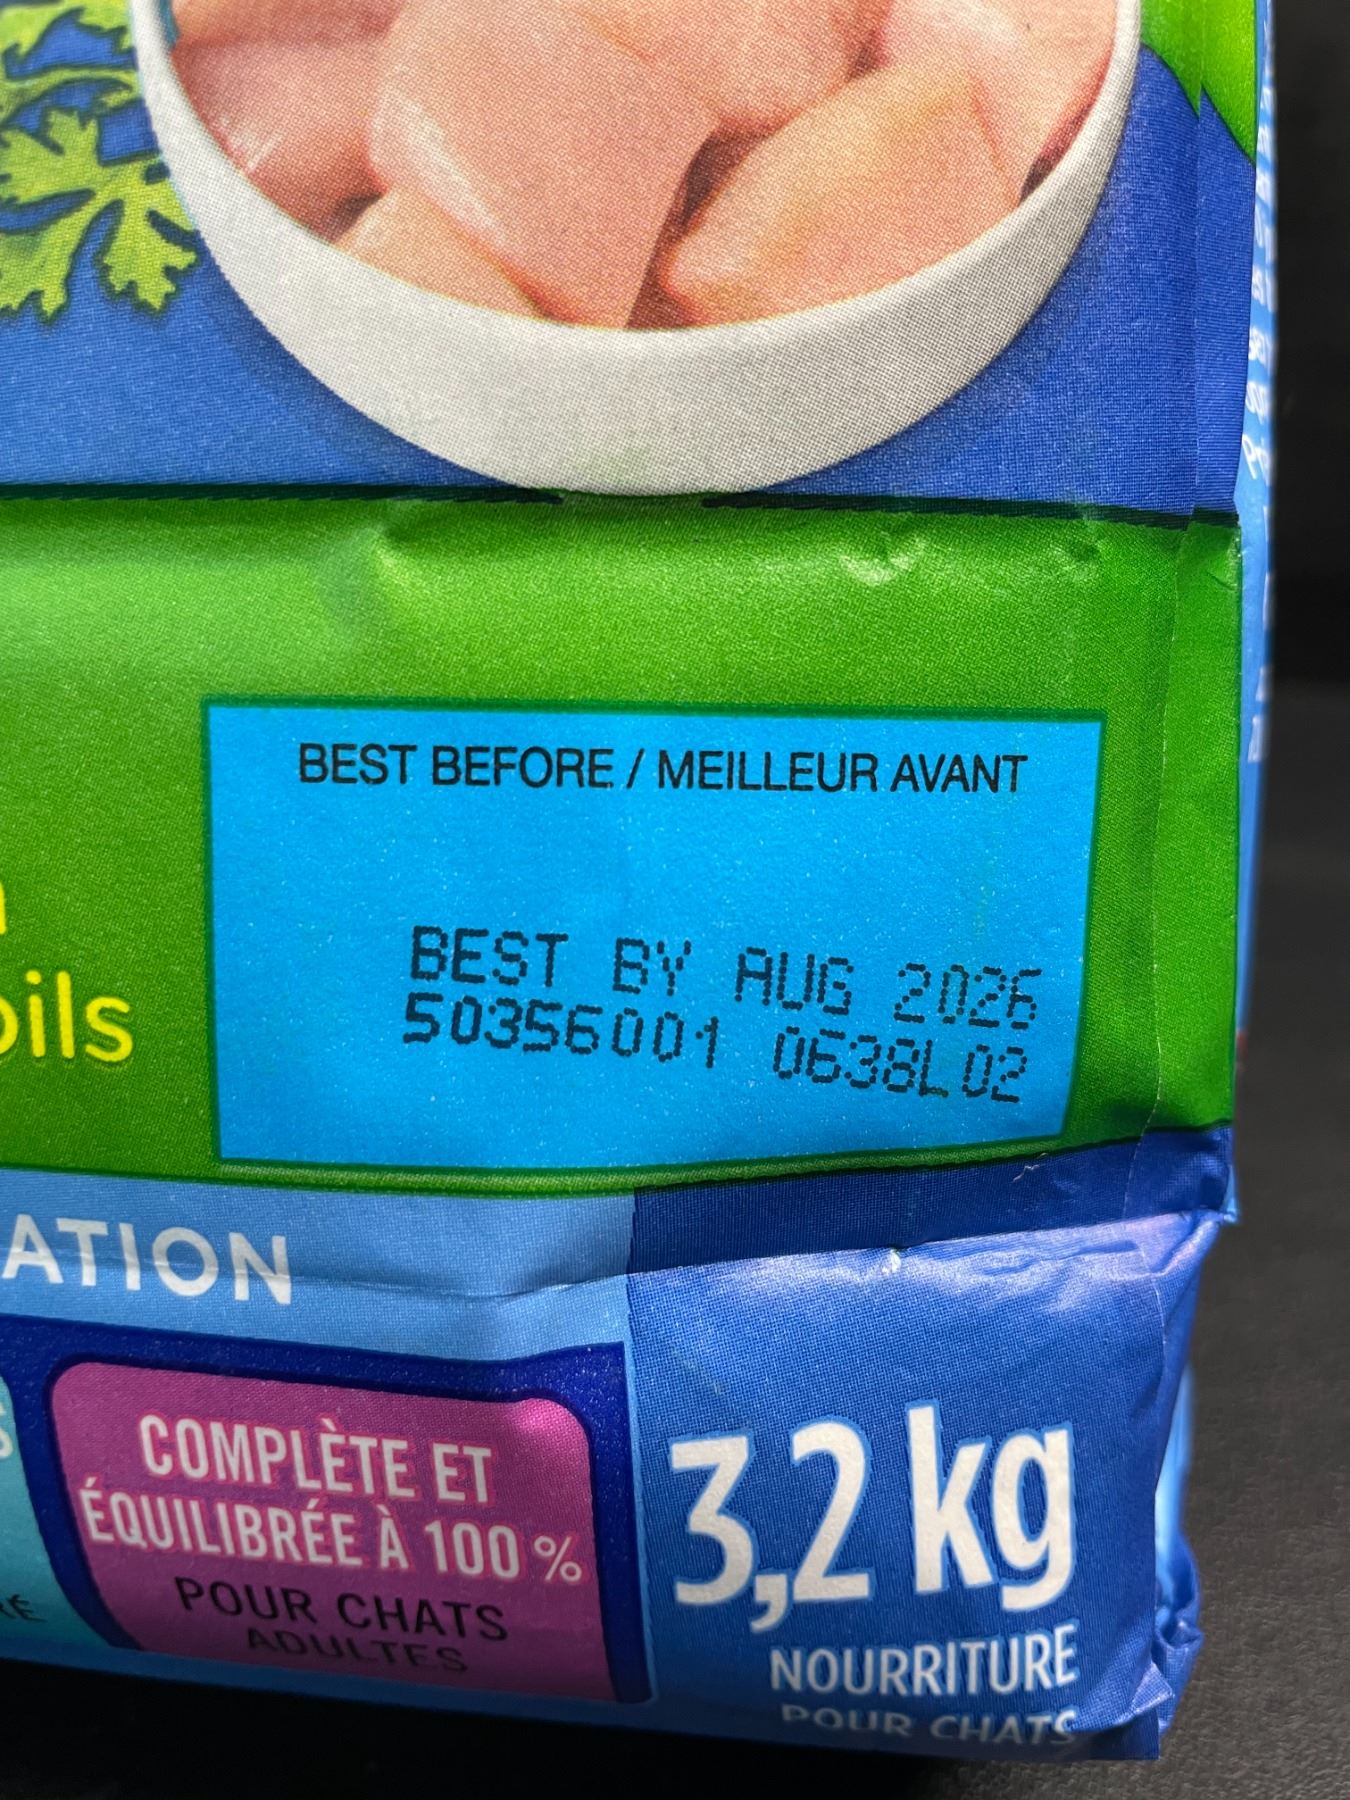 BEST BEFORE / MEILLEUR AVANT
BEST BY AUG 2026
50356001 0638L02
oils
ATION
COMPLÈTE ET
ÉQUILIBRÉE À 100 %
POUR CHATS
ADULTES
3,2 kg
NOURRITURE
POUR CHATS